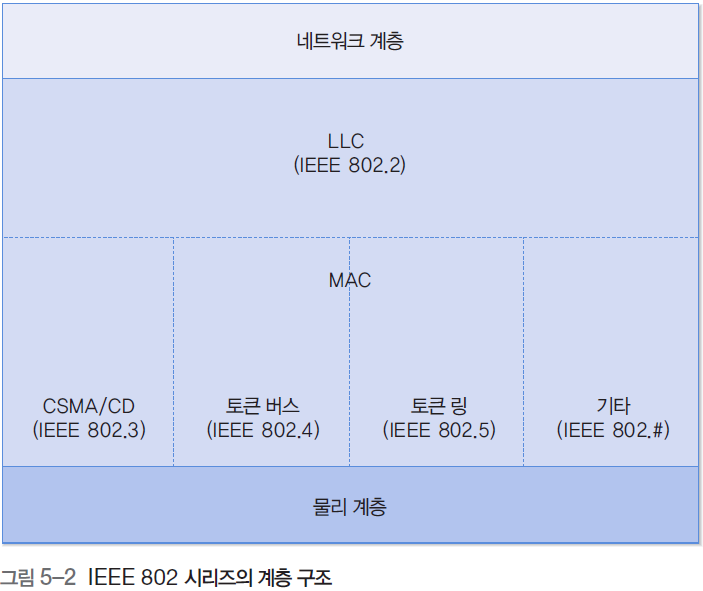 네트워크 계층
LLC
(IEEE 802.2)
MAC
CSMA/CD
(IEEE 802.3)
토큰 버스
(IEEE 802.4)
토큰 링
(IEEE 802.5)
기타
(IEEE 802.#)
물리 계층
그림 5-2 IEEE 802 시리즈의 계층 구조